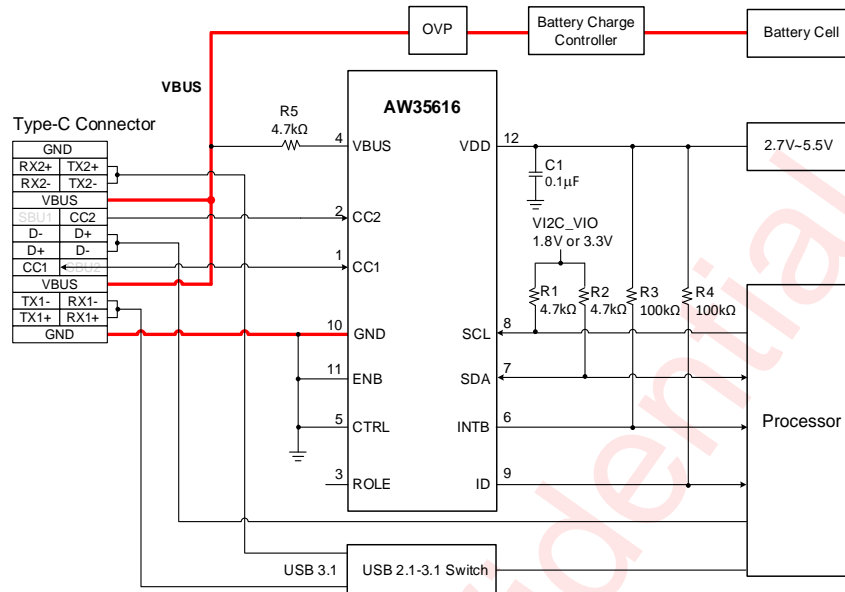 OVP
Battery Charge
Controller
Battery Cell
VBUS
AW35616
R5
4.7kΩ
4
VBUS
VDD
12
2.7V~5.5V
Type-C Connector
GND
RX2+ TX2+
RX2- TX2-
VBUS
SBU1 CC2
D- D+
D+ D-
CC1 SBU2
VBUS
TX1- RX1-
TX1+ RX1+
GND
C1
0.1μF
2
CC2
VI2C_VIO
1.8V or 3.3V
1
CC1
R1
4.7kΩ
R2
4.7kΩ
R3
100kΩ
R4
100kΩ
10
GND
SCL
8
11
ENB
SDA
7
5
CTRL
INTB
6
3
ROLE
ID
9
Processor
USB 3.1
USB 2.1-3.1 Switch
fidential